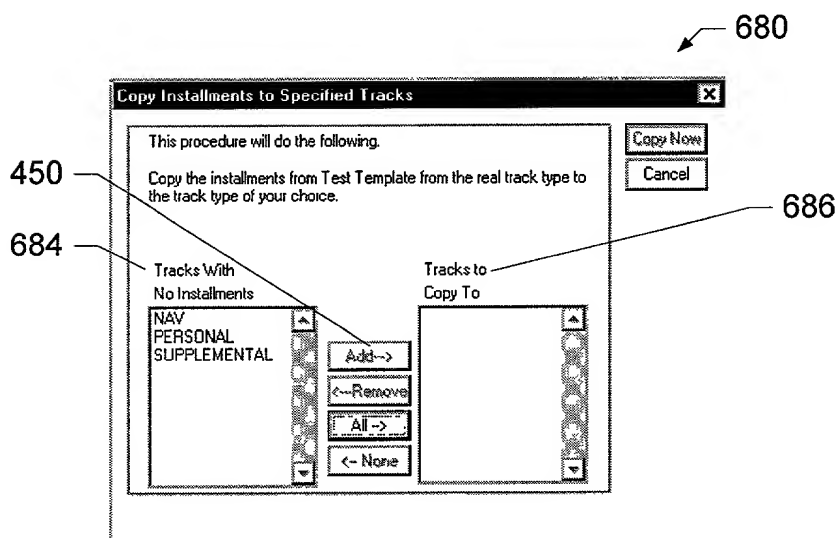 680
Copy Installments to Specified Tracks
This procedure will do the following.
Copy Now
450
Copy the installments from Test Template from the real track type to
the track type of your choice.
Cancel
686
684
Tracks With
No Installments
Tracks to
Copy To
NAV
PERSONAL
SUPPLEMENTAL
Add-->
<--Remove
All ->
<- None